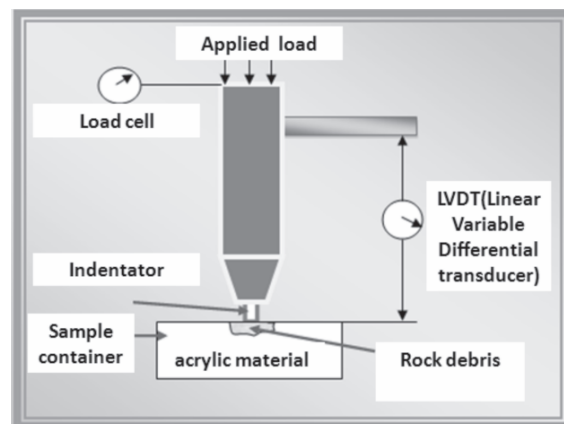 Applied load
Load cell
LVDT(Linear
Variable
Differential
transducer)
Indentator
Sample
container
acrylic material
Rock debris